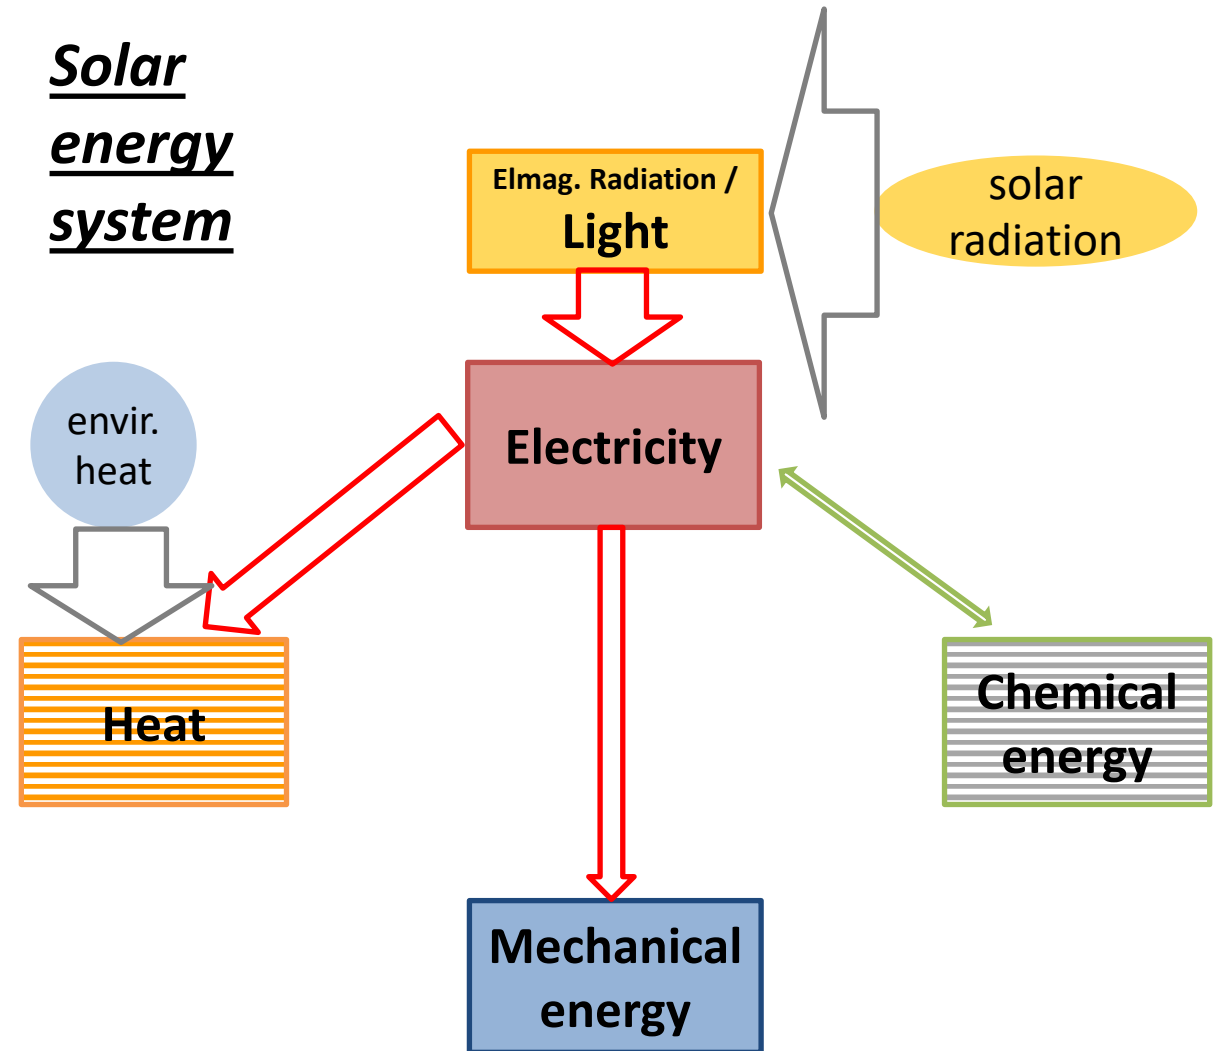 Solar
energy
system
Elmag. Radiation /
Light
solar
radiation
envir.
heat
Electricity
Heat
Chemical
energy
Mechanical
energy